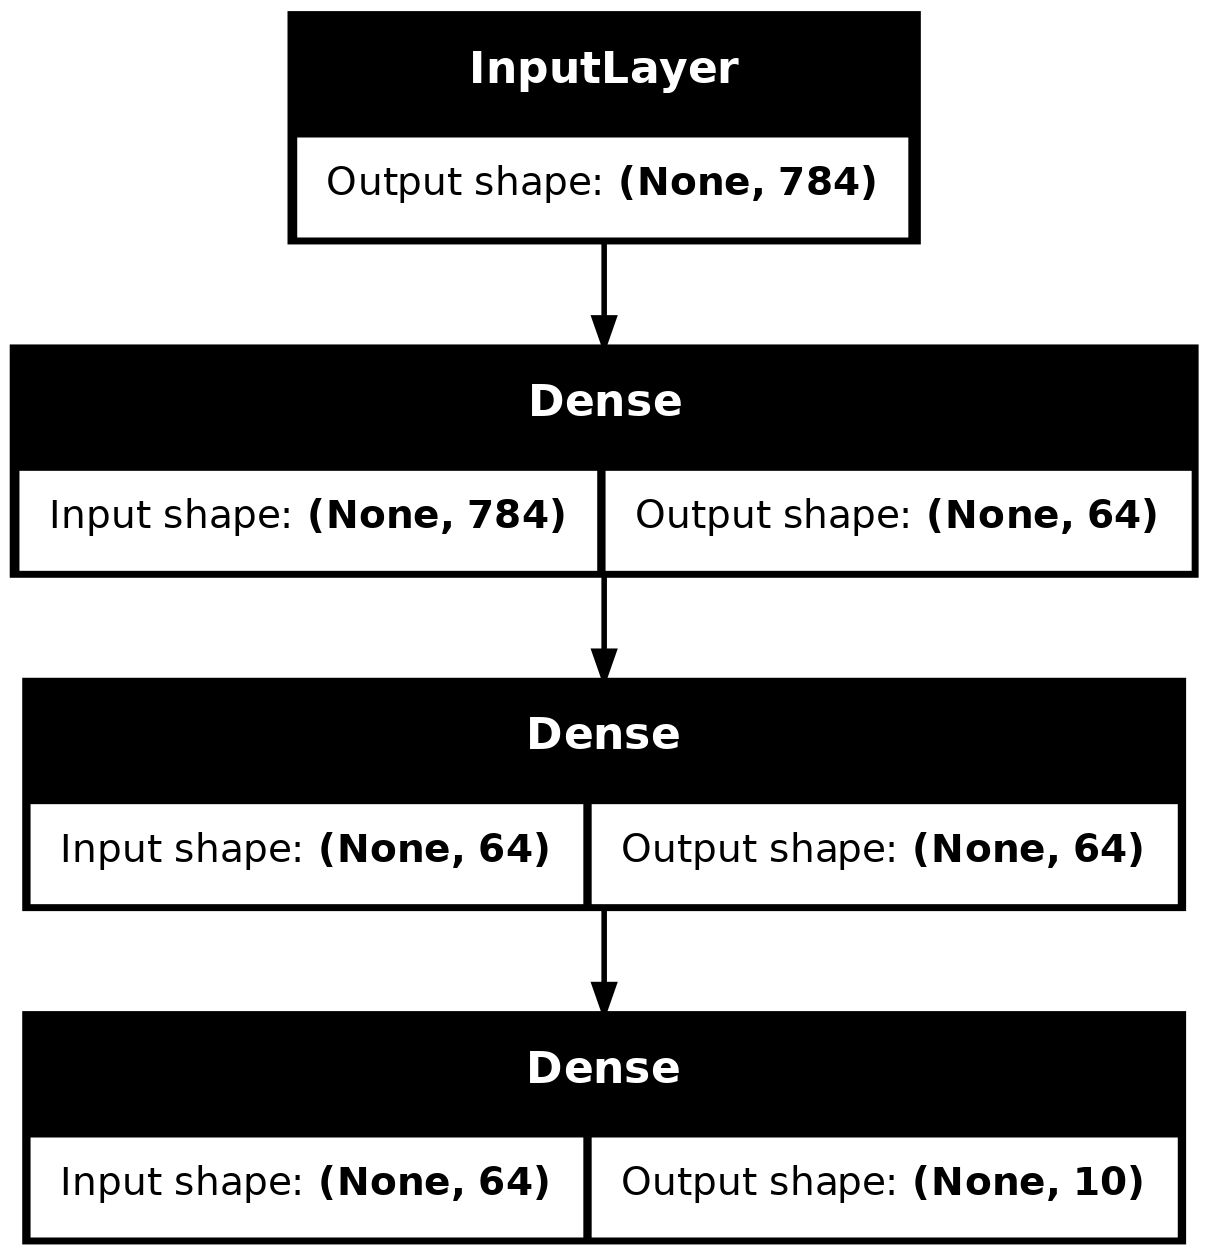 InputLayer
Output shape: (None, 784)
Dense
Input shape: (None, 784) Output shape: (None, 64)
Dense
Input shape: (None, 64) Output shape: (None, 64)
Dense
Input shape: (None, 64) Output shape: (None, 10)